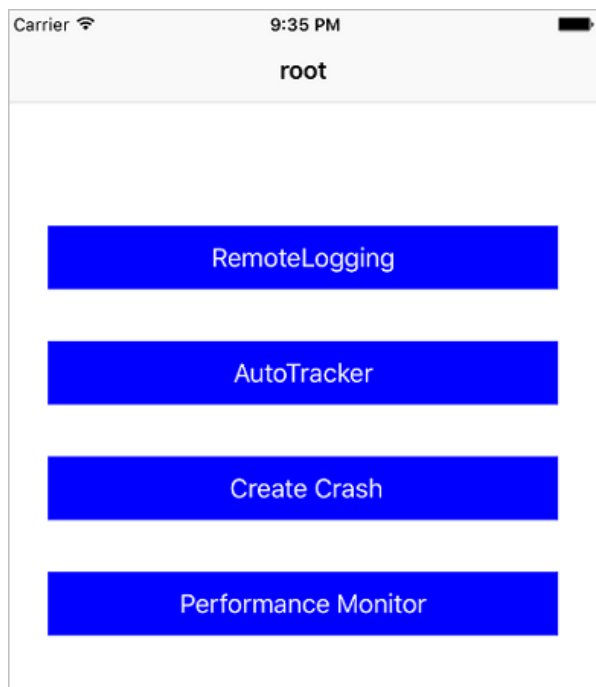 Carrier 9:35 PM
root
RemoteLogging
AutoTracker
Create Crash
Performance Monitor